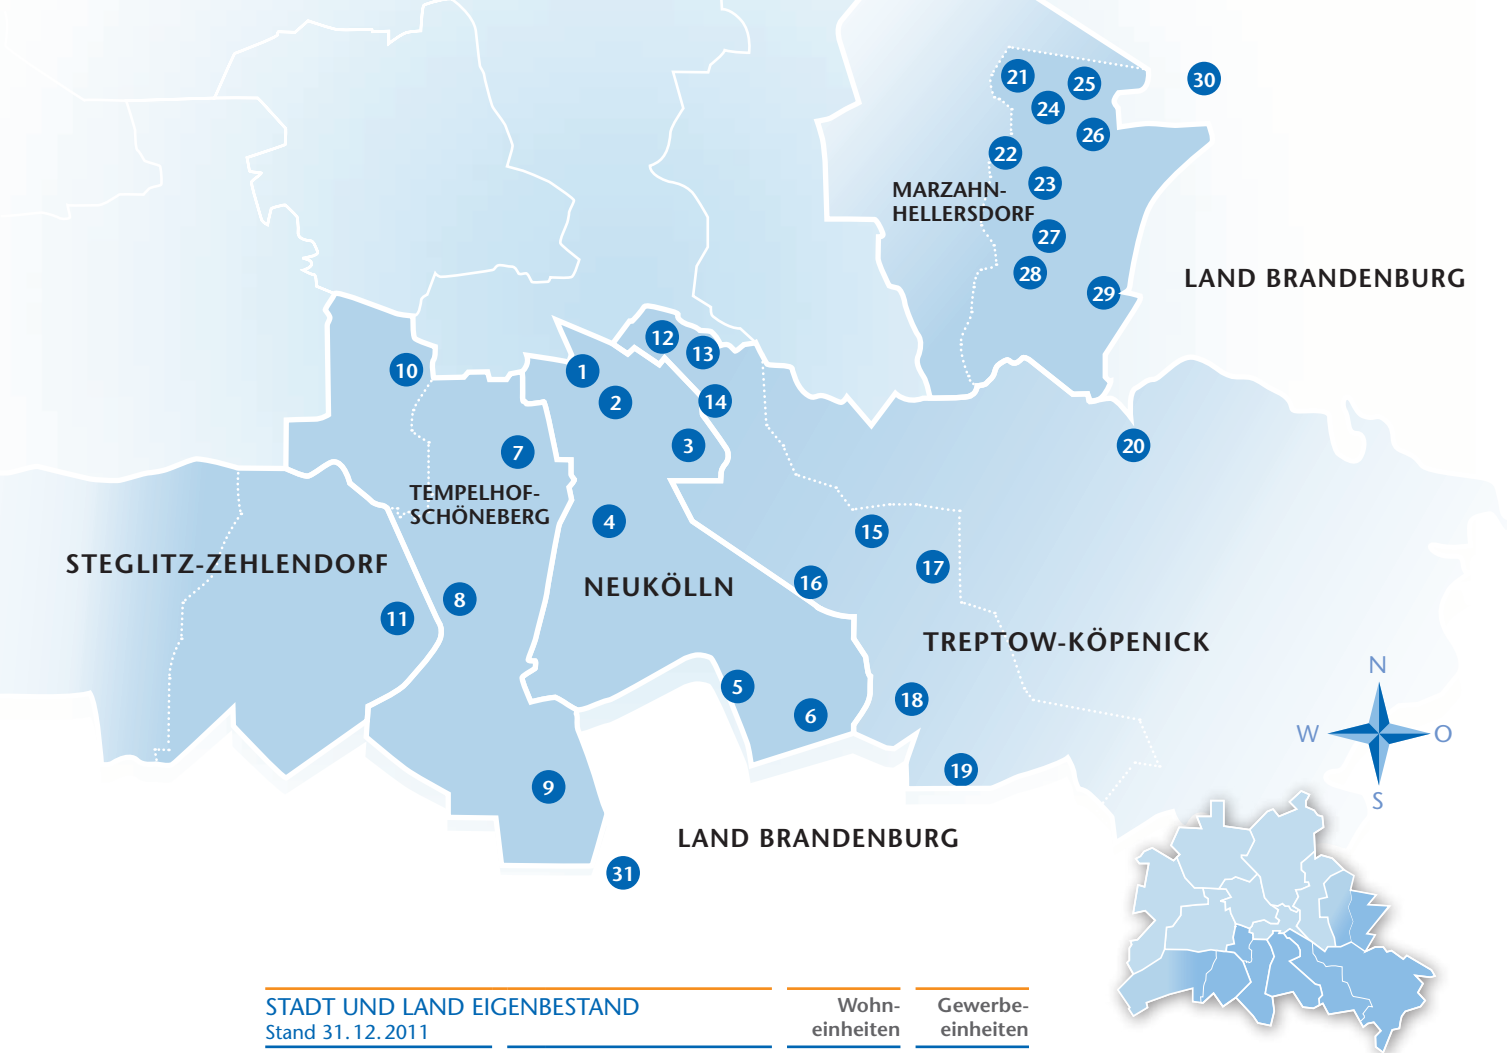 21
25
30
24
26
22
23
MARZAHN-
HELLERSDORF
27
28
29
LAND BRANDENBURG
12
13
10
1
2
14
3
20
7
TEMPELHOF-
SCHÖNEBERG
4
15
STEGLITZ-ZEHLENDORF
NEUKÖLLN
16
17
8
11
TREPTOW-KÖPENICK
5
6
18
19
9
N
W
O
S
LAND BRANDENBURG
31
STADT UND LAND EIGENBESTAND
Stand 31.12.2011
Wohn-
einheiten
Gewerbe-
einheiten